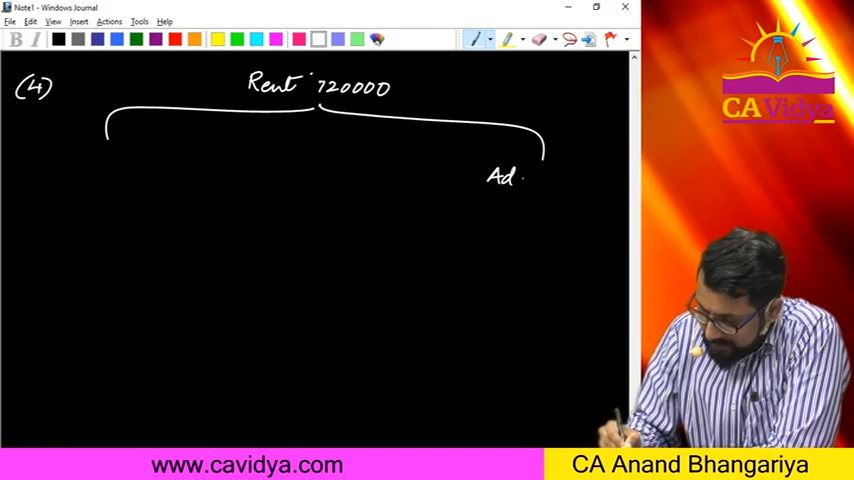 Note1 - Windows Journal
File Edit View Insert Actions Tools Help
B I
(4) Rent 720000
Ad.
CA Vidya
www.cavidya.com
CA Anand Bhangariya